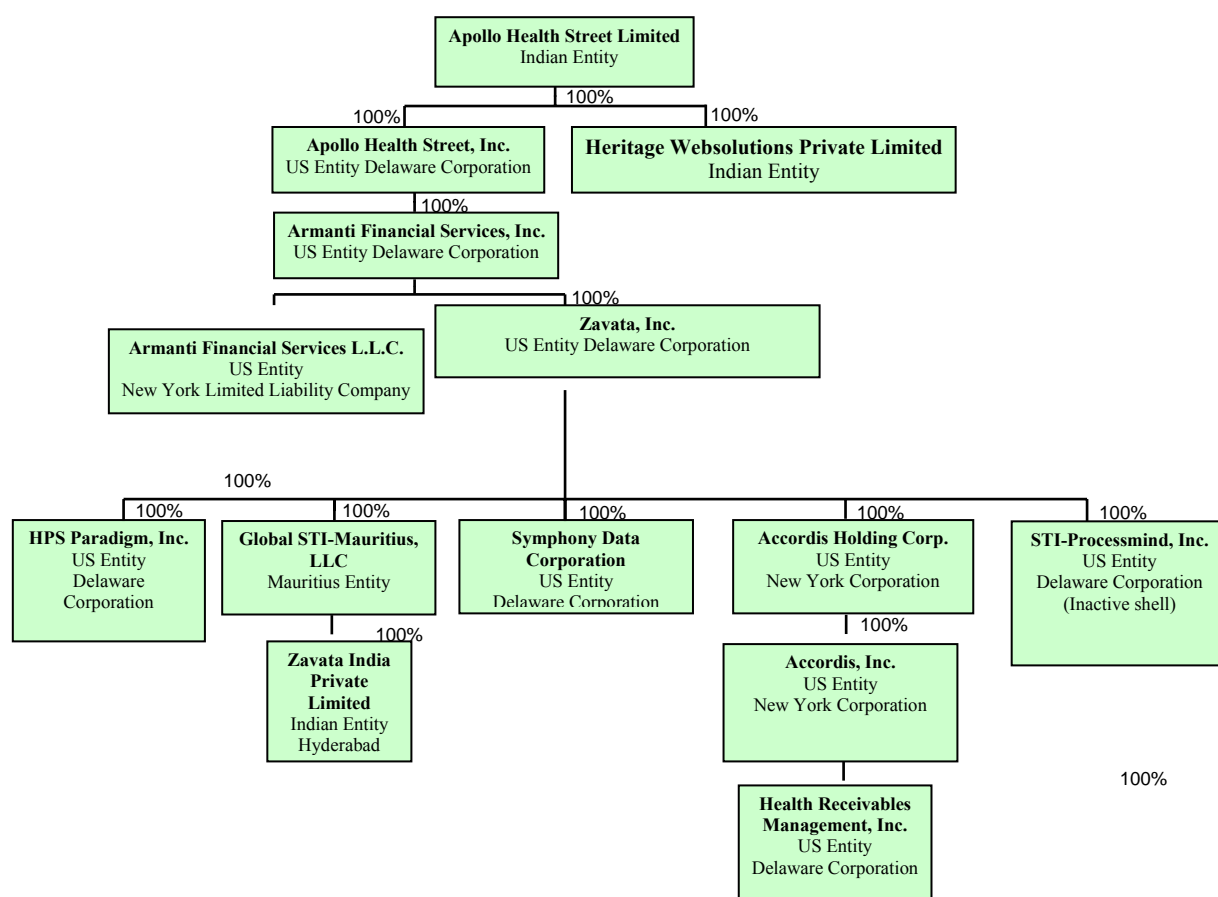 Apollo Health Street Limited
Indian Entity
100%
100%
100%
Apollo Health Street, Inc.
US Entity Delaware Corporation
Heritage Websolutions Private Limited
Indian Entity
100%
Armanti Financial Services, Inc.
US Entity Delaware Corporation
100%
Armanti Financial Services L.L.C.
US Entity
New York Limited Liability Company
Zavata, Inc.
US Entity Delaware Corporation
100%
100%
100%
100%
100%
100%
HPS Paradigm, Inc.
US Entity
Delaware
Corporation
Global STI-Mauritius,
LLC
Mauritius Entity
Symphony Data
Corporation
US Entity
Delaware Corporation
Accordis Holding Corp.
US Entity
New York Corporation
STI-Processmind, Inc.
US Entity
Delaware Corporation
(Inactive shell)
100%
100%
Zavata India
Private
Limited
Indian Entity
Hyderabad
Accordis, Inc.
US Entity
New York Corporation
100%
Health Receivables
Management, Inc.
US Entity
Delaware Corporation